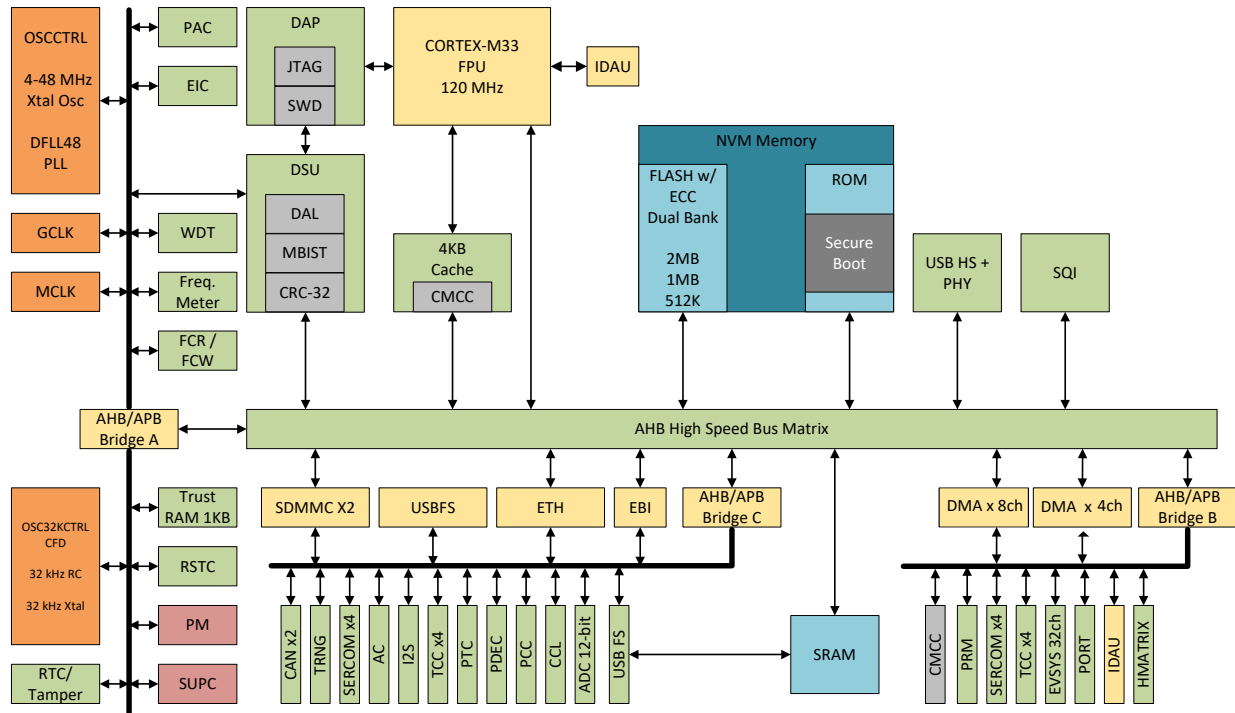 OSCCTRL
4-48 MHz
Xtal Osc
DFLL48
PLL
GCLK
MCLK
PAC
EIC
WDT
Freq.
Meter
FCR /
FCW
DAP
JTAG
SWD
DSU
DAL
MBIST
CRC-32
CORTEX-M33
FPU
120 MHz
IDAU
4KB
Cache
CMCC
NVM Memory
FLASH w/
ECC
Dual Bank
2MB
1MB
512K
ROM
Secure
Boot
USB HS +
PHY
SQI
AHB/APB
Bridge A
AHB High Speed Bus Matrix
OSC32KCTRL
CFD
32 kHz RC
32 kHz Xtal
RTC/
Tamper
Trust
RAM 1KB
RSTC
PM
SUPC
SDMMC X2
USBFS
ETH
EBI
AHB/APB
Bridge C
DMA x 8ch
DMA x 4ch
AHB/APB
Bridge B
CAN x2
TRNG
SERCOM x4
AC
I2S
TCC x4
PTC
PDEC
PCC
CCL
ADC 12-bit
USB FS
SRAM
CMCC
PRM
SERCOM x4
TCC x4
EVSYS 32ch
PORT
IDAU
HMATRIX